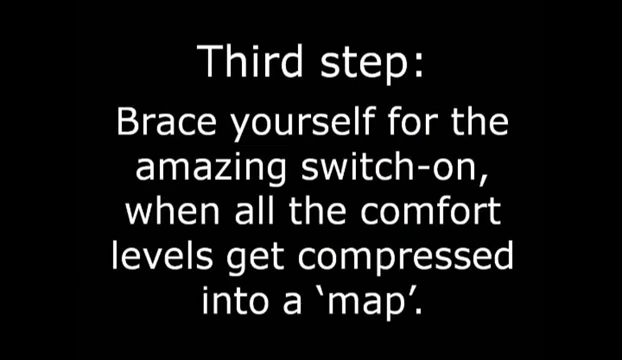 Third step:
Brace yourself for the
amazing switch-on,
when all the comfort
levels get compressed
into a ‘map’.